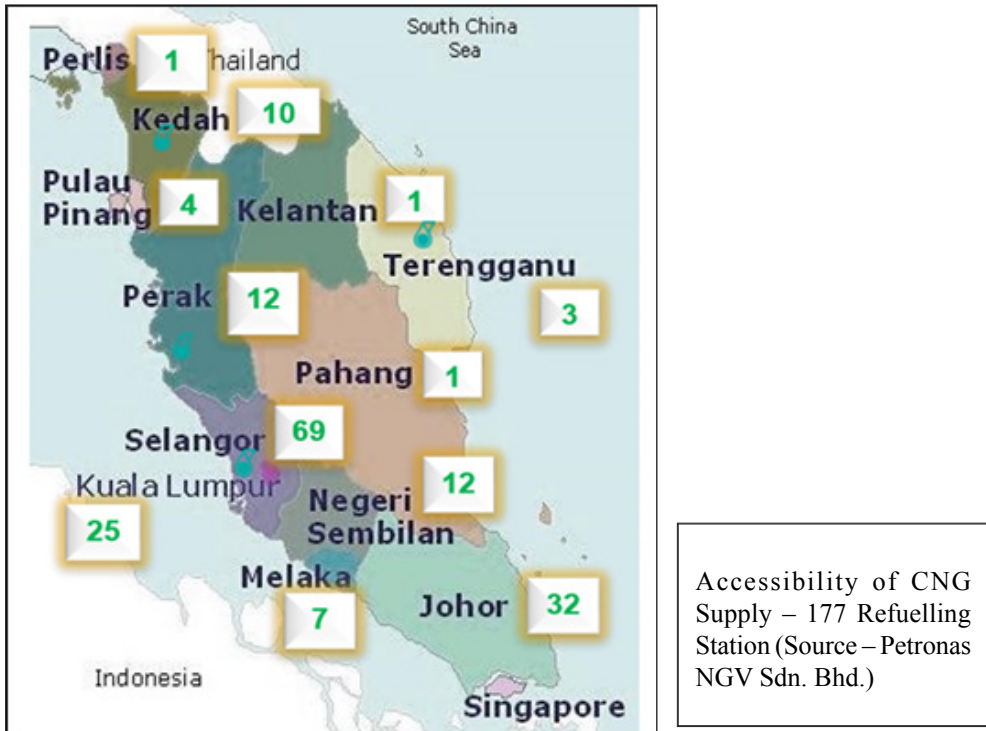 South China
Sea
Perlis
1
Thailand
Kedah
10
Pulau
Pinang
4
Kelantan
1
Terengganu
3
Perak
12
Pahang
1
Selangor
69
Kuala Lumpur
25
Negeri
Sembilan
12
Melaka
7
Johor
32
Indonesia
Singapore
Accessibility of CNG
Supply – 177 Refuelling
Station (Source – Petronas
NGV Sdn. Bhd.)